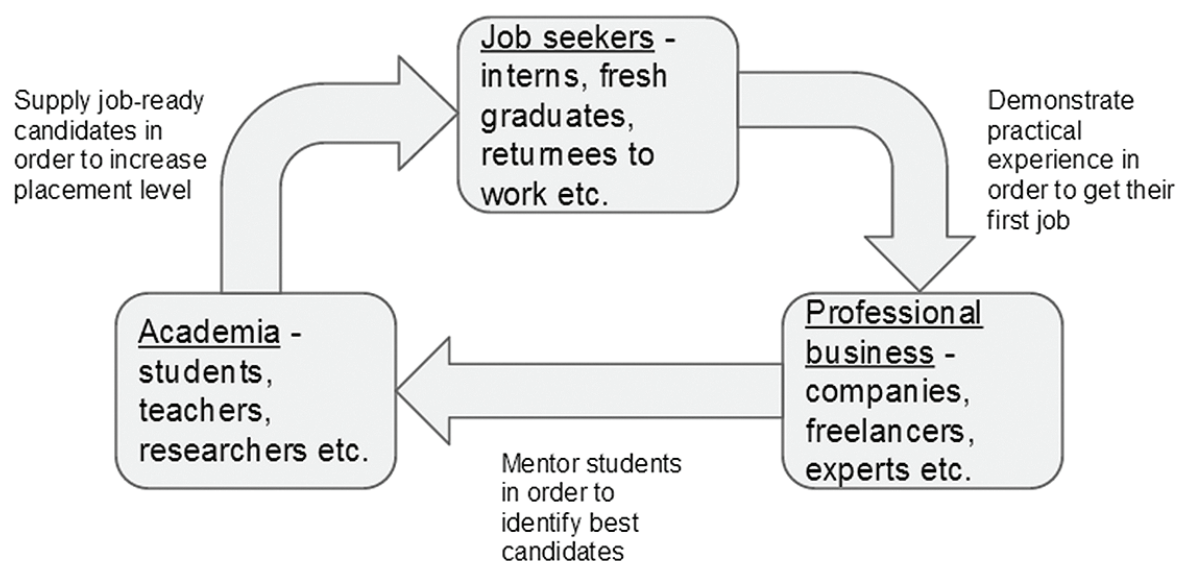 Job seekers -
interns, fresh
graduates,
returnees to
work etc.
Supply job-ready
candidates in
order to increase
placement level
Demonstrate
practical
experience in
order to get their
first job
Academia -
students,
teachers,
researchers etc.
Professional
business -
companies,
freelancers,
experts etc.
Mentor students
in order to
identify best
candidates